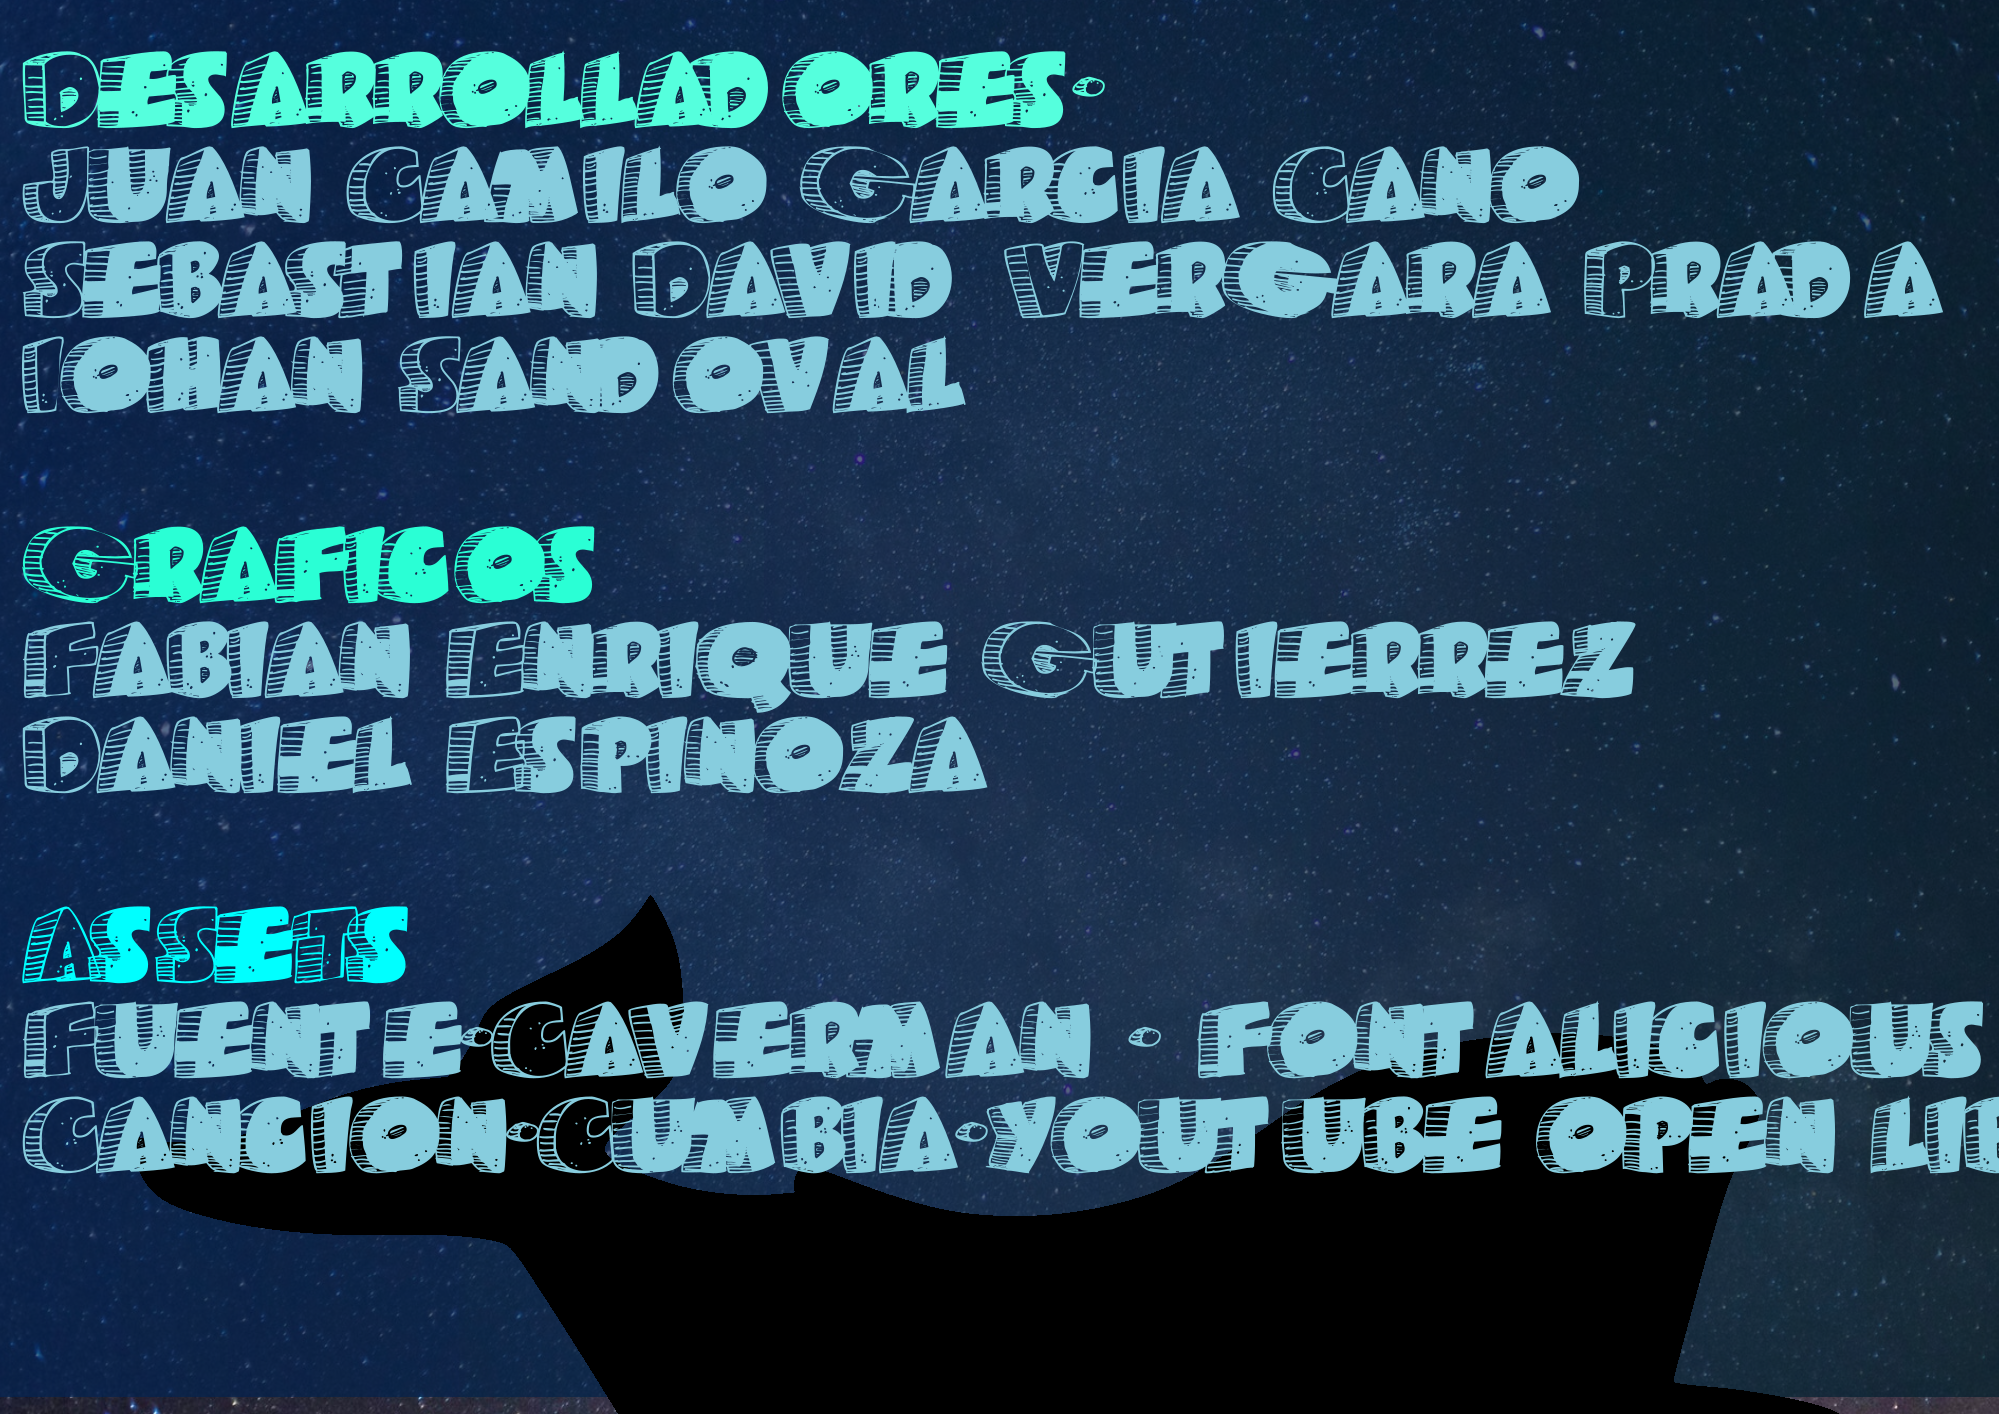 Desarrolladores.
Juan Camilo Garcia Cano
Sebastian David Vergara Prada
Iohan Sandoval
Graficos
Fabian Enrique Gutierrez
Daniel Espinoza
AsSeTs
Fuente.Caverman . fontalicious
Cancion.Cumbia.youtube open